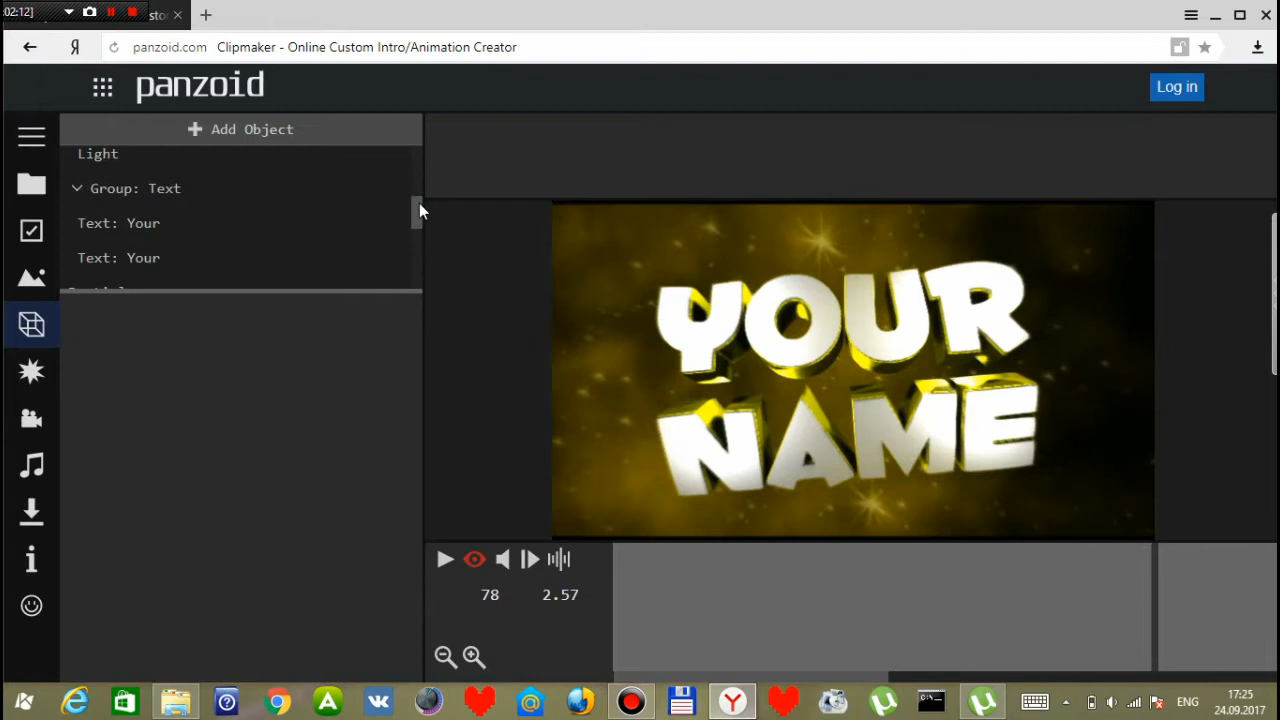 02:12]
sto
panzoid.com Clipmaker - Online Custom Intro/Animation Creator
panzoid
Log in
Add Object
Light
Group: Text
Text: Your
Text: Your
YOUR
NAME
78 2.57
ENG
17:25
24.09.2017